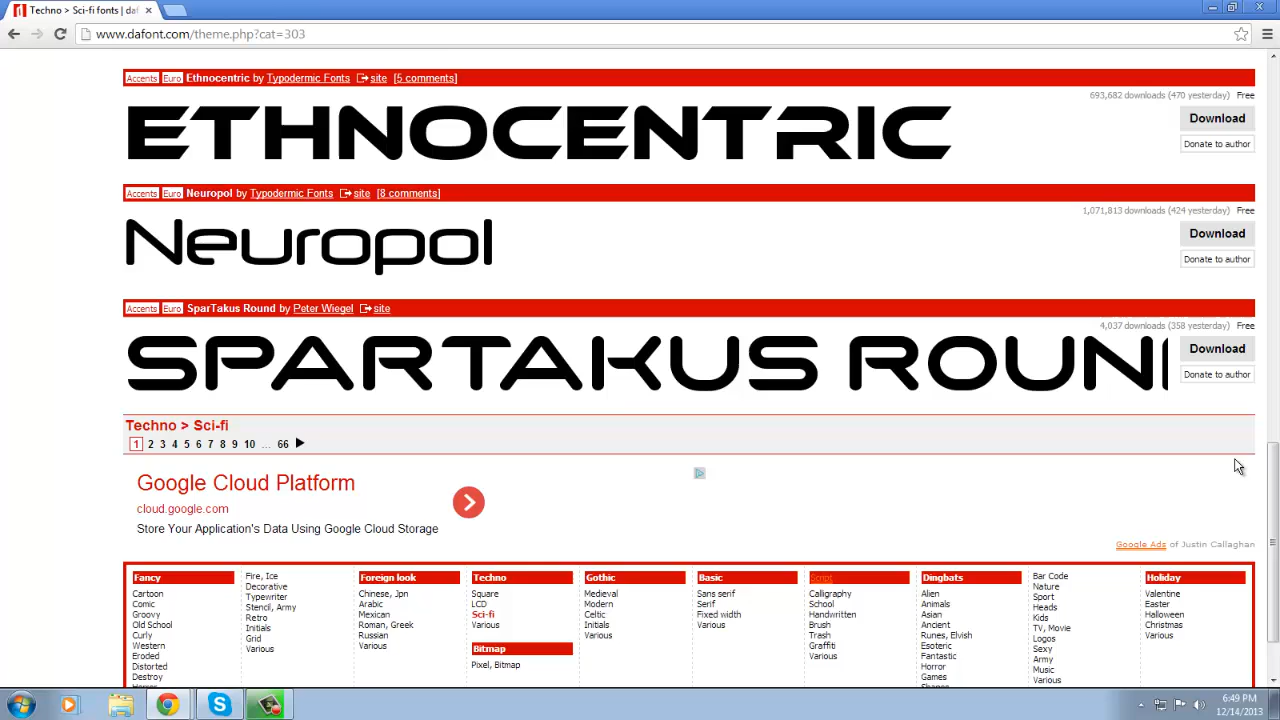 Techno > Sci-fi fonts | daf
www.dafont.com/theme.php?cat=303
Accents Euro Ethnocentric by Typodermic Fonts site [5 comments]
693,682 downloads (470 yesterday) Free
ETHNOCENTRIC
Download
Donate to author
Accents Euro Neuropol by Typodermic Fonts site [8 comments]
1,071,813 downloads (424 yesterday) Free
Neuropol
Download
Donate to author
Accents Euro SparTakus Round by Peter Wiegel site
4,037 downloads (358 yesterday) Free
SPARTAKUS ROUN
Download
Donate to author
Techno > Sci-fi
1 2 3 4 5 6 7 8 9 10 ... 66
Google Cloud Platform
cloud.google.com
Store Your Application's Data Using Google Cloud Storage
Google Ads of Justin Callaghan
Fancy
Cartoon
Comic
Groovy
Old School
Curly
Western
Eroded
Distorted
Destroy
Horror
Fire, Ice
Decorative
Typewriter
Stencil, Army
Retro
Initials
Grid
Various
Foreign look
Chinese, Jpn
Arabic
Mexican
Roman, Greek
Russian
Various
Techno
Square
LCD
Sci-fi
Various
Bitmap
Pixel, Bitmap
Gothic
Medieval
Modern
Celtic
Initials
Various
Basic
Sans serif
Serif
Fixed width
Various
Script
Calligraphy
School
Handwritten
Brush
Trash
Graffiti
Various
Dingbats
Alien
Animals
Asian
Ancient
Runes, Elvish
Esoteric
Fantastic
Horror
Games
Shapes
Bar Code
Nature
Sport
Heads
Kids
TV, Movie
Logos
Sexy
Army
Music
Various
Holiday
Valentine
Easter
Halloween
Christmas
Various
6:49 PM
12/14/2013